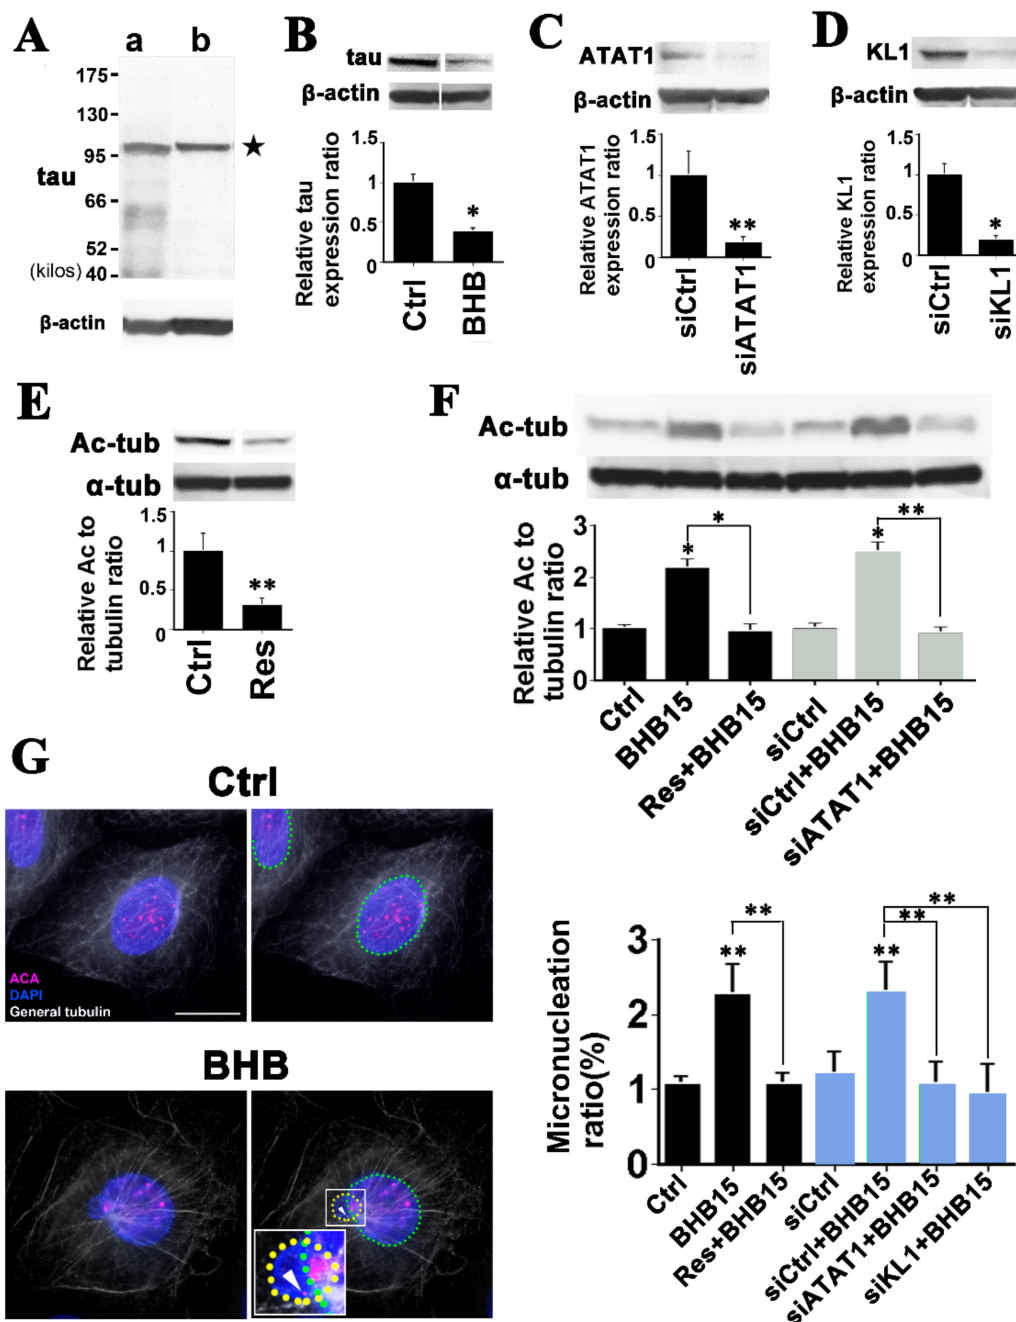 A
a b
175
130
95
★
tau
66
52
(kilos) 40
β-actin
B
tau
β-actin
Relative tau
expression ratio
1.5
1
0.5
0
*
Ctrl
BHB
C
ATAT1
β-actin
Relative ATAT1
expression ratio
1.5
1
0.5
0
**
siCtrl
siATAT1
D
KL1
β-actin
Relative KL1
expression ratio
1.5
1
0.5
0
*
siCtrl
siKL1
E
Ac-tub
α-tub
Relative Ac to
tubulin ratio
1.5
1
0.5
0
**
Ctrl
Res
F
Ac-tub
α-tub
Relative Ac to
tubulin ratio
3
2
1
0
*
*
*
**
Ctrl
BHB15
Res+BHB15
siCtrl
siCtrl+BHB15
siATAT1+BHB15
G
Ctrl
ACA
DAPI
General tubulin
BHB
Micronucleation
ratio(%)
3
2
1
0
**
**
**
**
**
Ctrl
BHB15
Res+BHB15
siCtrl
siCtrl+BHB15
siATAT1+BHB15
siKL1+BHB15